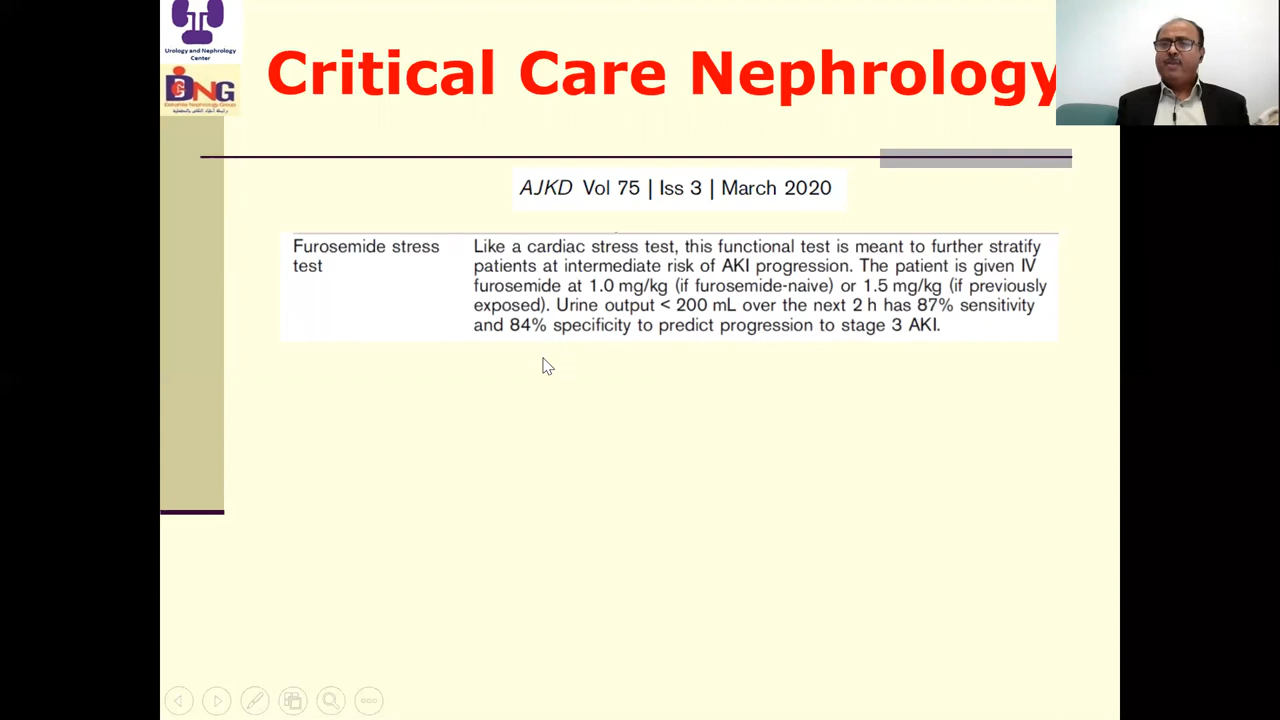 Urology and Nephrology
Center
DNG
Critical Care Nephrology
AJKD Vol 75 | Iss 3 | March 2020
Furosemide stress
test
Like a cardiac stress test, this functional test is meant to further stratify
patients at intermediate risk of AKI progression. The patient is given IV
furosemide at 1.0 mg/kg (if furosemide-naive) or 1.5 mg/kg (if previously
exposed). Urine output < 200 mL over the next 2 h has 87% sensitivity
and 84% specificity to predict progression to stage 3 AKI.